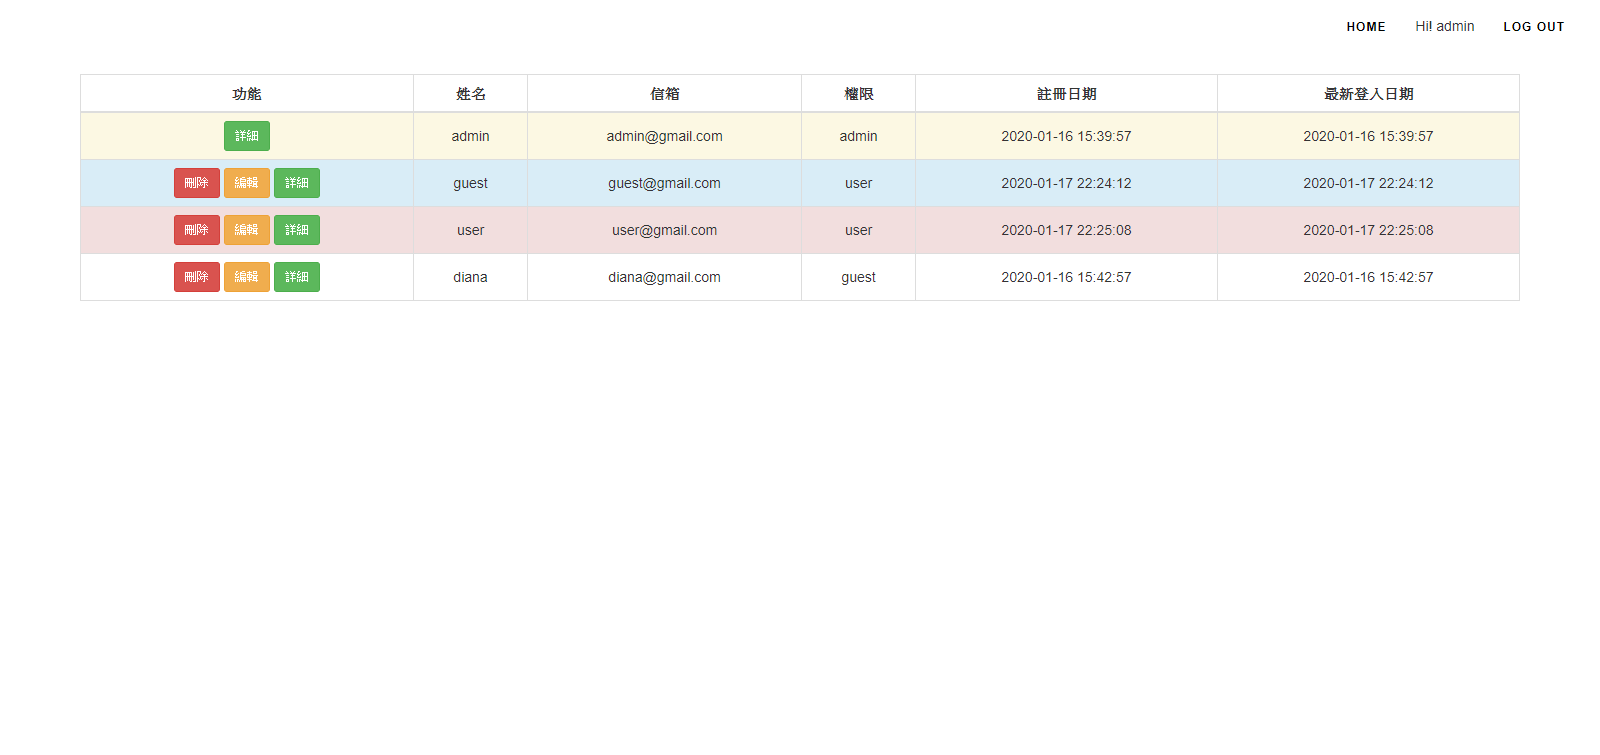 HOME Hi! admin LOG OUT
功能 姓名 信箱 權限 註冊日期 最新登入日期
詳細 admin admin@gmail.com admin 2020-01-16 15:39:57 2020-01-16 15:39:57
刪除 編輯 詳細 guest guest@gmail.com user 2020-01-17 22:24:12 2020-01-17 22:24:12
刪除 編輯 詳細 user user@gmail.com user 2020-01-17 22:25:08 2020-01-17 22:25:08
刪除 編輯 詳細 diana diana@gmail.com guest 2020-01-16 15:42:57 2020-01-16 15:42:57